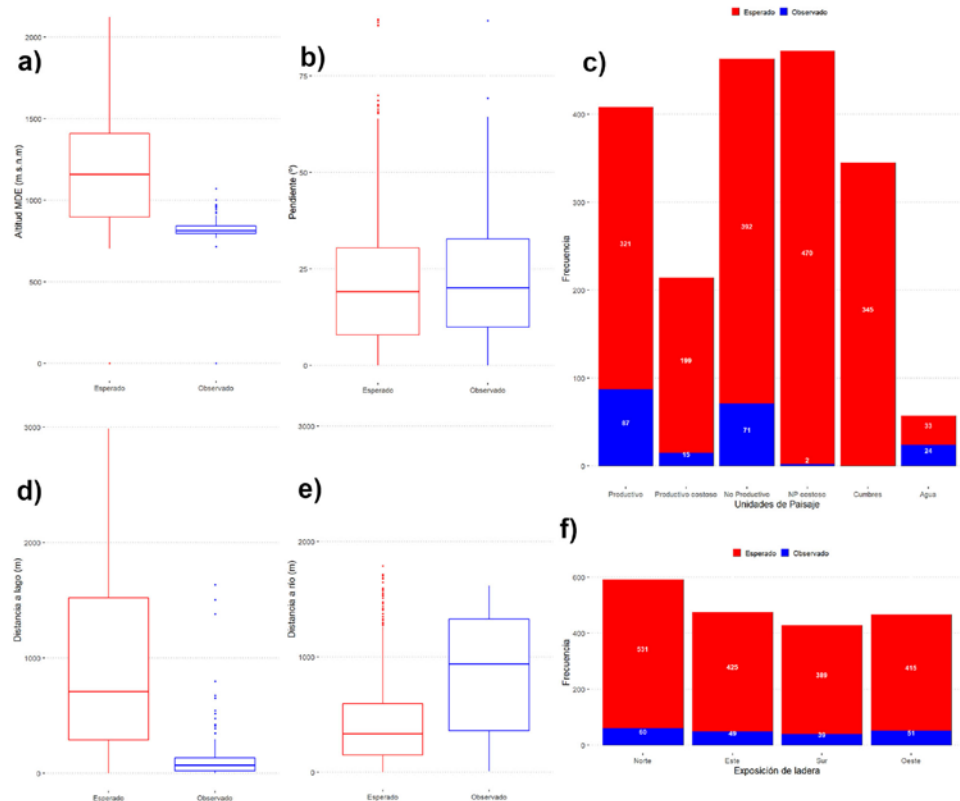 a)
Altitud MDE (m.s.n.m)
2000
1500
1000
500
0
Esperado
Observado
b)
Pendiente (º)
75
50
25
0
Esperado
Observado
c)
Esperado
Observado
Frecuencia
400
300
200
100
0
321
87
199
15
392
71
470
2
345
33
24
Productivo
Productivo costoso
No Productivo
NP costoso
Cumbres
Agua
Unidades de Paisaje
d)
Distancia a lago (m)
3000
2000
1000
0
Esperado
Observado
e)
Distancia a río (m)
3000
2000
1000
0
Esperado
Observado
f)
Esperado
Observado
Frecuencia
600
400
200
0
531
60
425
49
389
39
415
51
Norte
Este
Sur
Oeste
Exposición de ladera